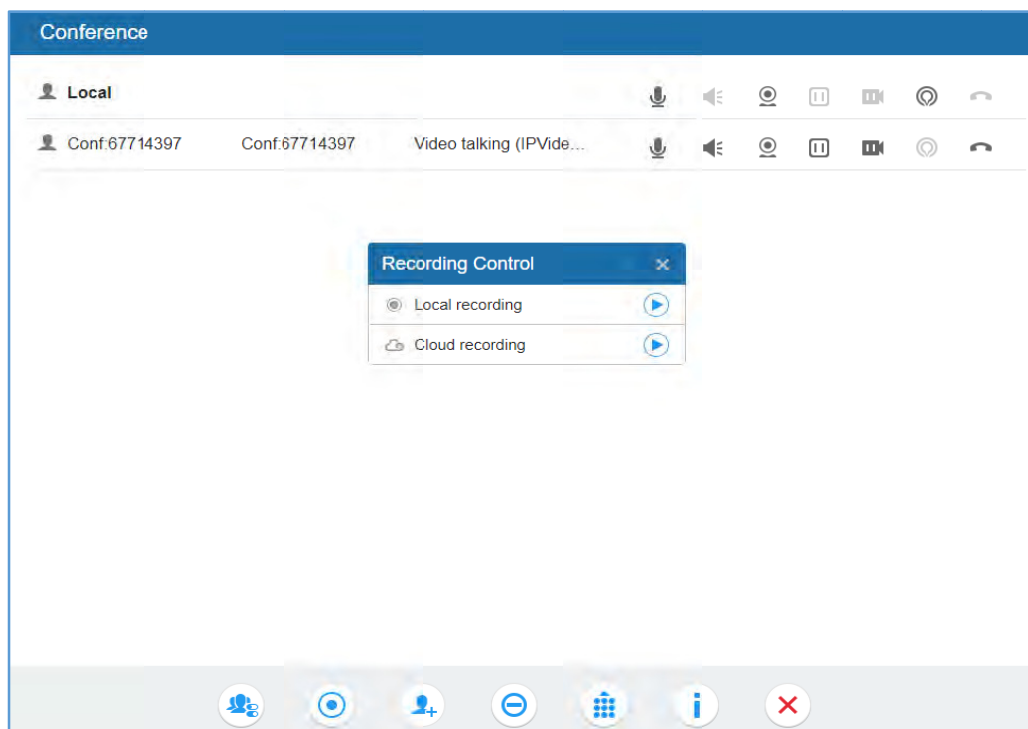 Conference
Local
Conf:67714397 Conf:67714397 Video talking (IPVide...
Recording Control
Local recording
Cloud recording